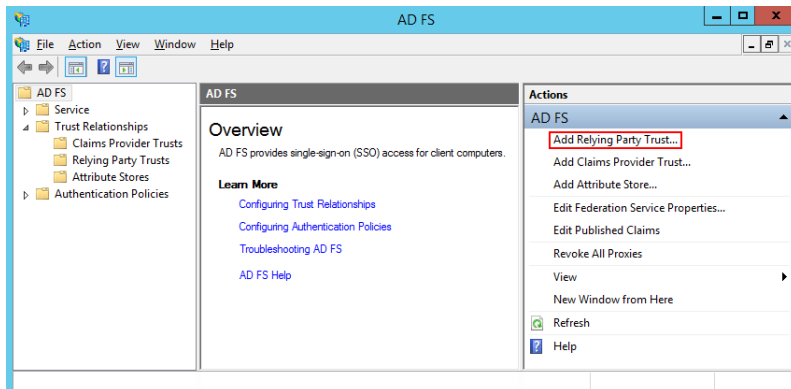 AD FS
File Action View Window Help
AD FS
Service
Trust Relationships
Claims Provider Trusts
Relying Party Trusts
Attribute Stores
Authentication Policies
AD FS
Overview
AD FS provides single-sign-on (SSO) access for client computers.
Learn More
Configuring Trust Relationships
Configuring Authentication Policies
Troubleshooting AD FS
AD FS Help
Actions
AD FS
Add Relying Party Trust...
Add Claims Provider Trust...
Add Attribute Store...
Edit Federation Service Properties...
Edit Published Claims
Revoke All Proxies
View
New Window from Here
Refresh
Help